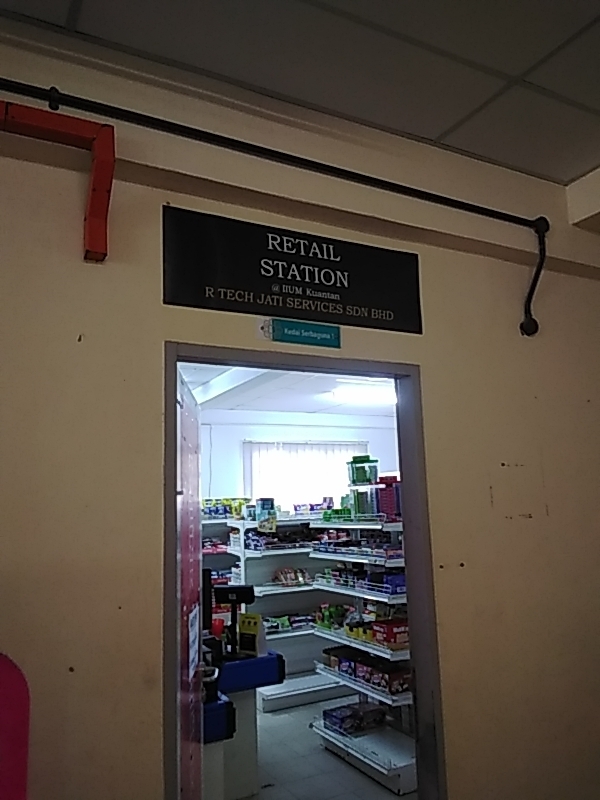 RETAIL
STATION
@ IIUM Kuantan
R TECH JATI SERVICES SDN BHD
Kedai Serbaguna 1